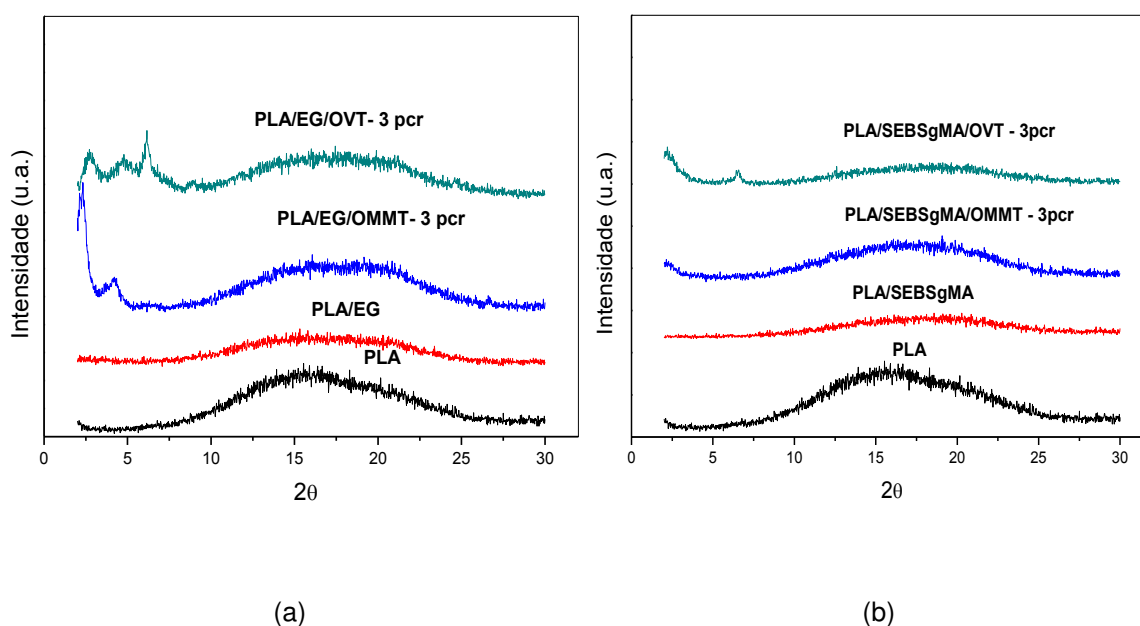 Intensidade (u.a.)
PLA/EG/OVT- 3 pcr
PLA/EG/OMMT- 3 pcr
PLA/EG
PLA
0 5 10 15 20 25 30
2θ
(a)
Intensidade (u.a.)
PLA/SEBSgMA/OVT - 3pcr
PLA/SEBSgMA/OMMT - 3pcr
PLA/SEBSgMA
PLA
0 5 10 15 20 25 30
2θ
(b)